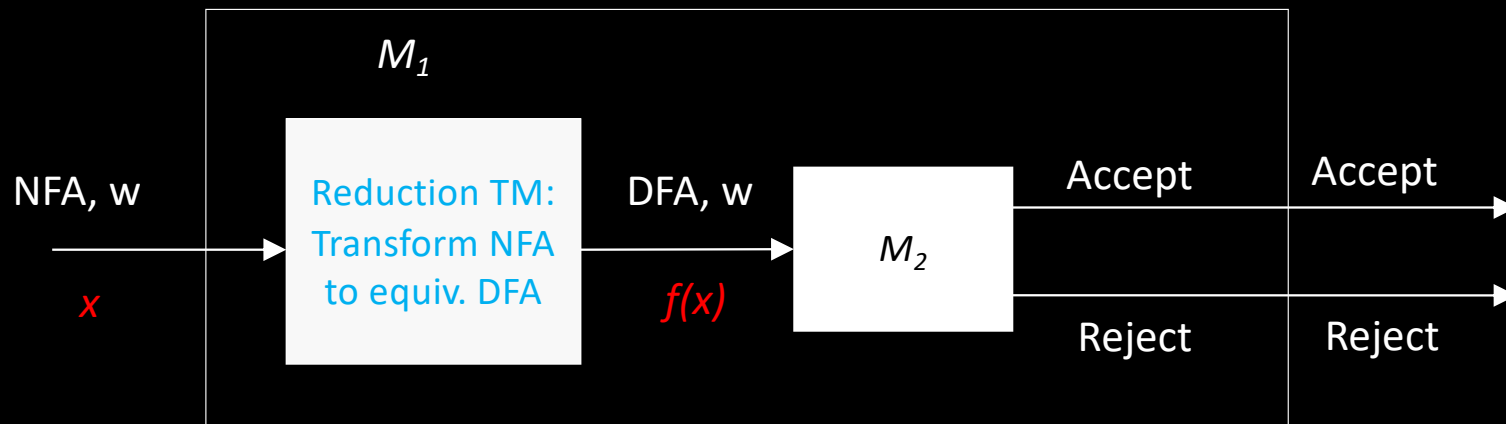 M1
NFA, w
x
Reduction TM:
Transform NFA
to equiv. DFA
DFA, w
f(x)
M2
Accept
Reject
Accept
Reject